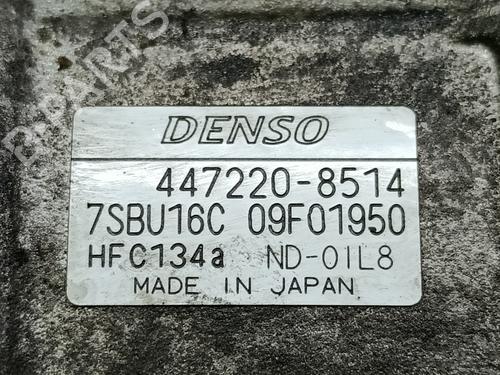 B-PARTS
DENSO
447220-8514
7SBU16C 09F01950
HFC134a ND-OIL8
MADE IN JAPAN